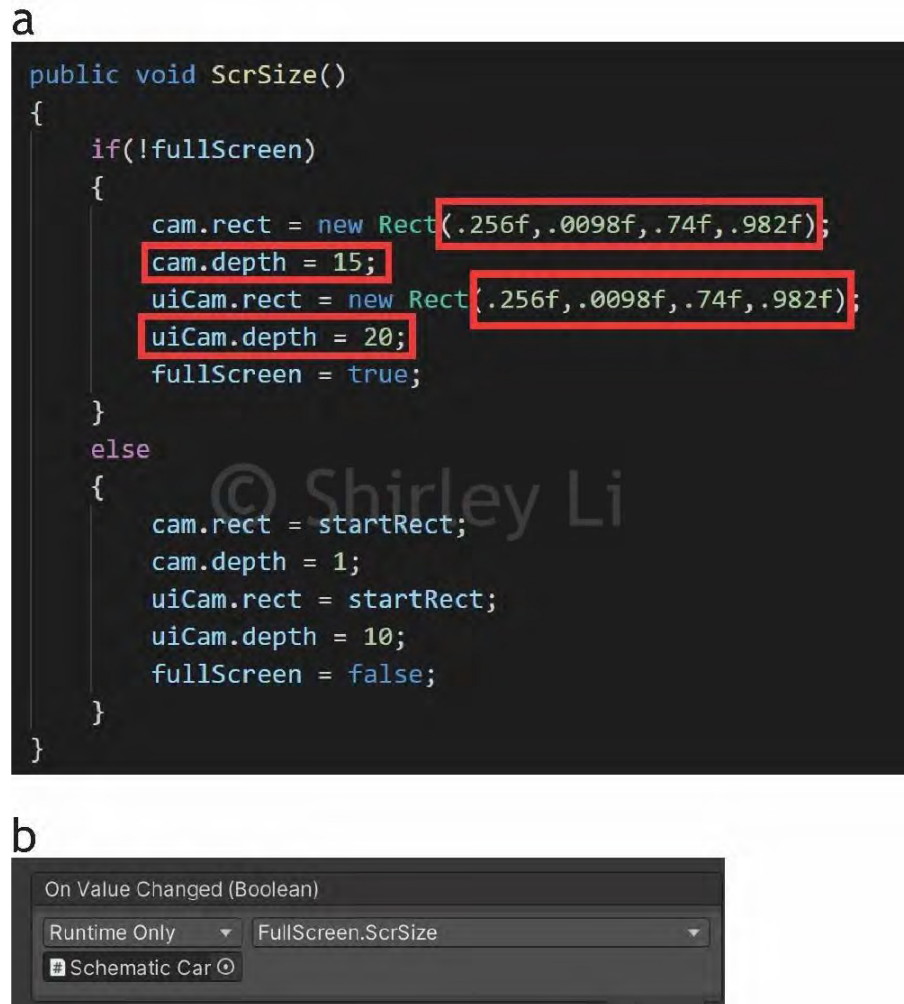 a
public void ScrSize()
{
if(!fullScreen)
{
cam.rect = new Rect(.256f,.0098f,.74f,.982f);
cam.depth = 15;
uiCam.rect = new Rect(.256f,.0098f,.74f,.982f);
uiCam.depth = 20;
fullScreen = true;
}
else
{
© Shirley Li
cam.rect = startRect;
cam.depth = 1;
uiCam.rect = startRect;
uiCam.depth = 10;
fullScreen = false;
}
}
b
On Value Changed (Boolean)
Runtime Only FullScreen.ScrSize
# Schematic Car